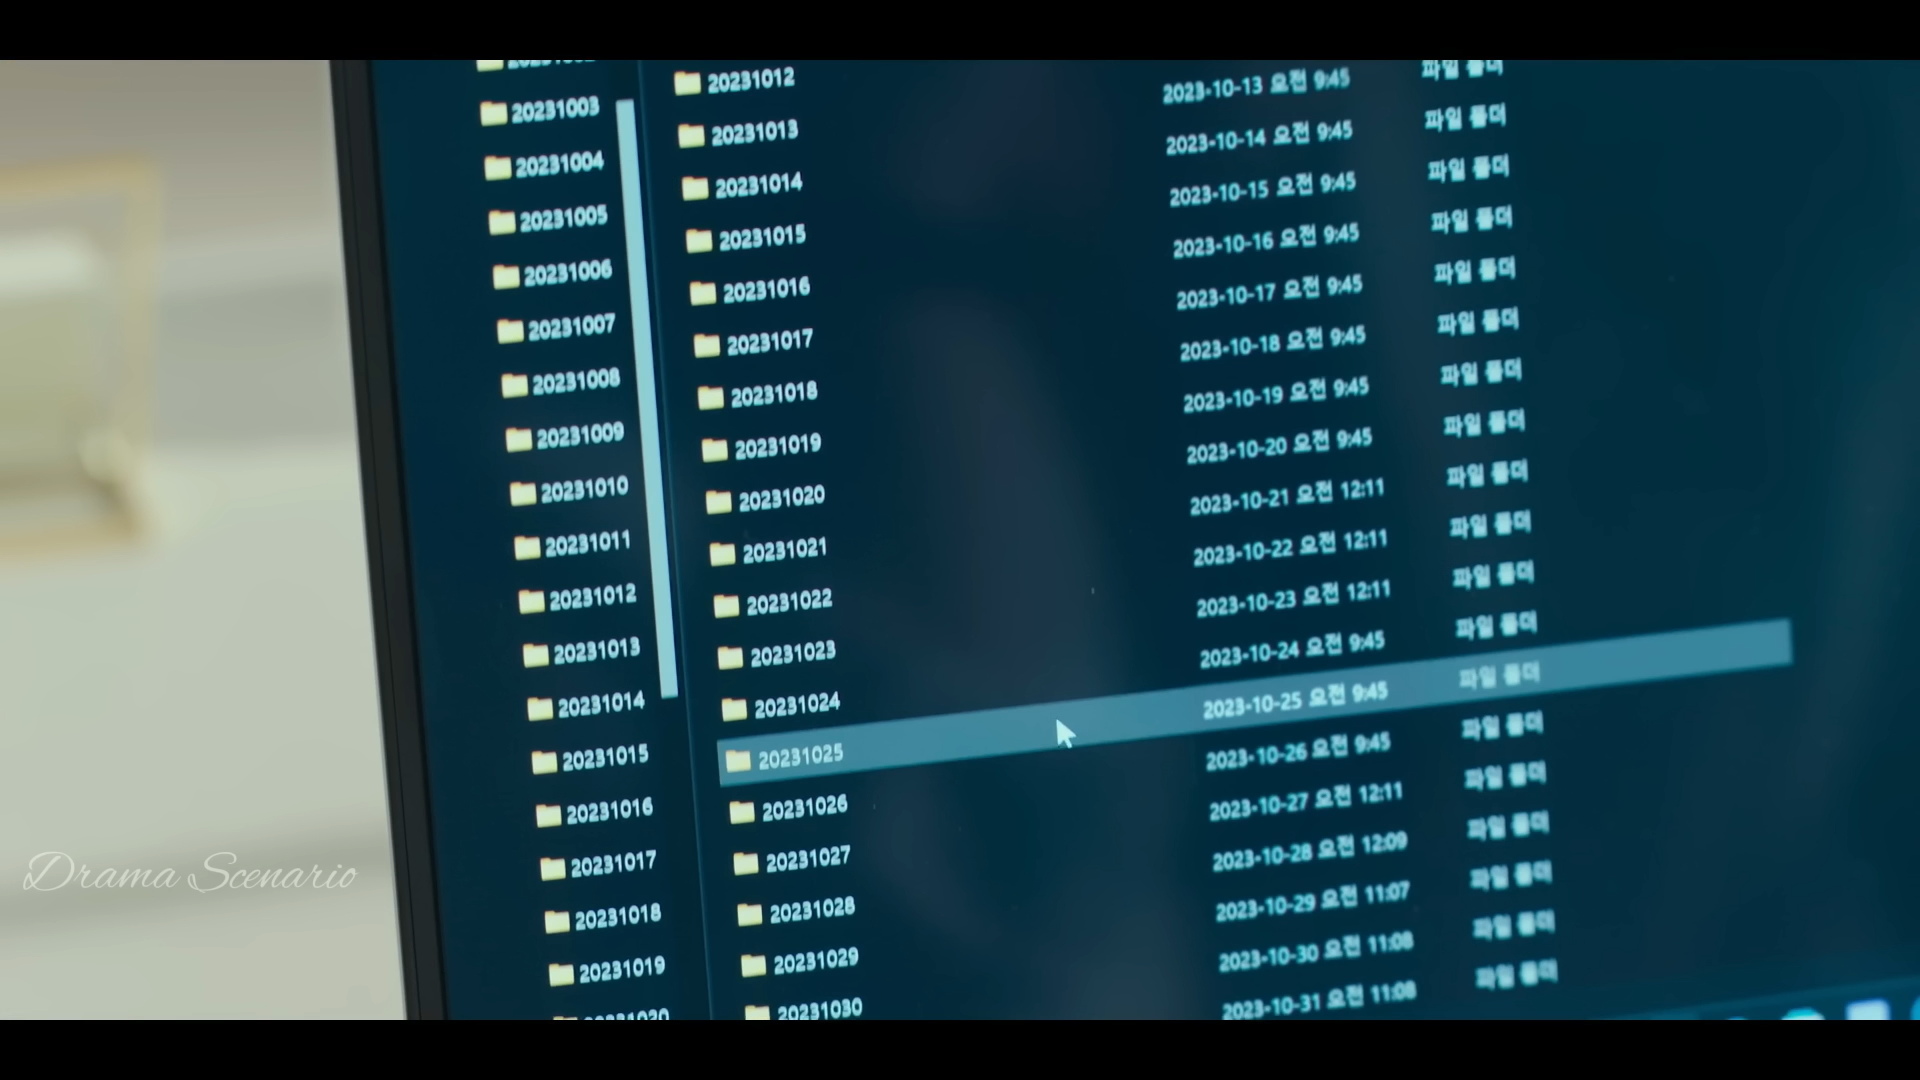 20231003
20231004
20231005
20231006
20231007
20231008
20231009
20231010
20231011
20231012
20231013
20231014
20231015
20231016
20231017
20231018
20231019
20231012
20231013 2023-10-13 오전 9:45 파일 폴더
20231014 2023-10-14 오전 9:45 파일 폴더
20231015 2023-10-15 오전 9:45 파일 폴더
20231016 2023-10-16 오전 9:45 파일 폴더
20231017 2023-10-17 오전 9:45 파일 폴더
20231018 2023-10-18 오전 9:45 파일 폴더
20231019 2023-10-19 오전 9:45 파일 폴더
20231020 2023-10-20 오전 9:45 파일 폴더
20231021 2023-10-21 오전 12:11 파일 폴더
20231022 2023-10-22 오전 12:11 파일 폴더
20231023 2023-10-23 오전 12:11 파일 폴더
20231024 2023-10-24 오전 9:45 파일 폴더
20231025 2023-10-25 오전 9:45 파일 폴더
20231026 2023-10-26 오전 9:45 파일 폴더
20231027 2023-10-27 오전 12:11 파일 폴더
20231028 2023-10-28 오전 12:09 파일 폴더
20231029 2023-10-29 오전 11:07 파일 폴더
20231030 2023-10-30 오전 11:08 파일 폴더
2023-10-31 오전 11:08 파일 폴더
Drama Scenario